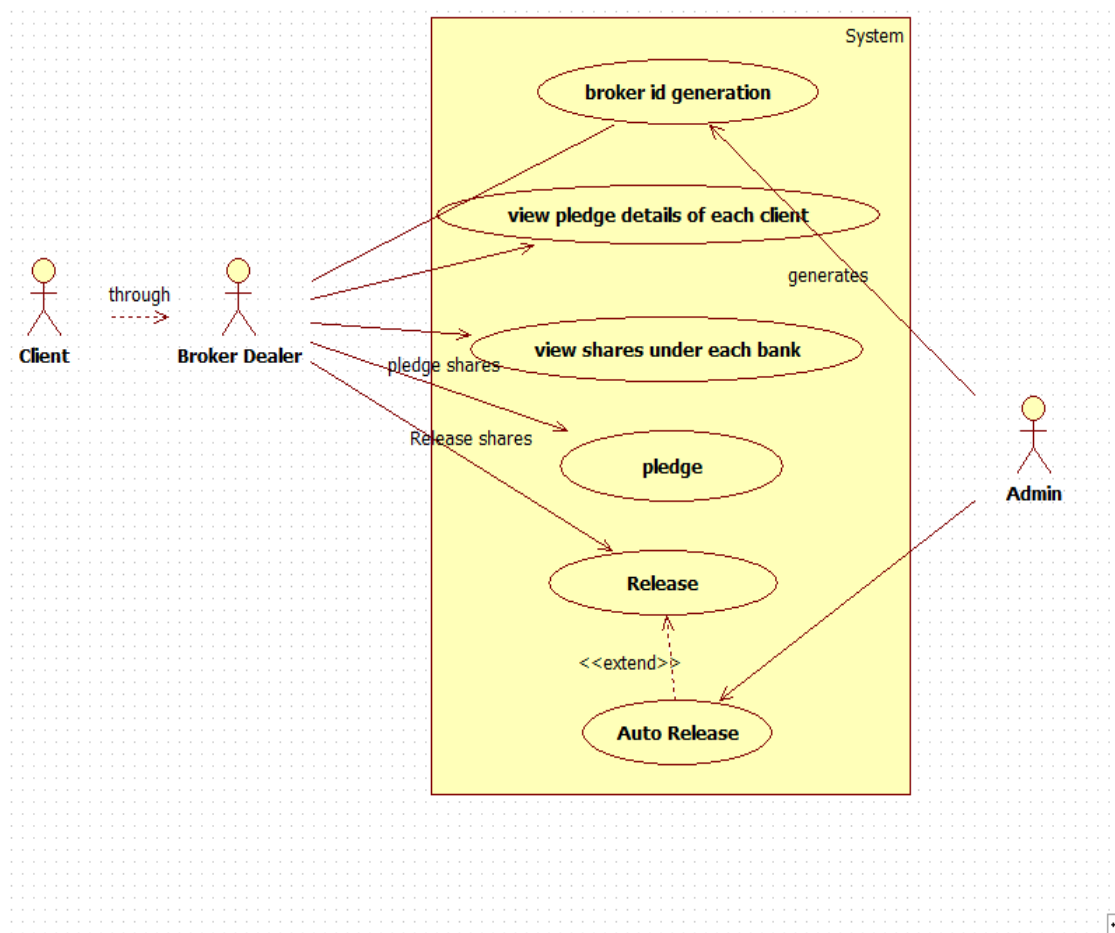 System
broker id generation
view pledge details of each client
generates
through
Client
Broker Dealer
view shares under each bank
pledge shares
Release shares
pledge
Admin
Release
<<extend>>
Auto Release